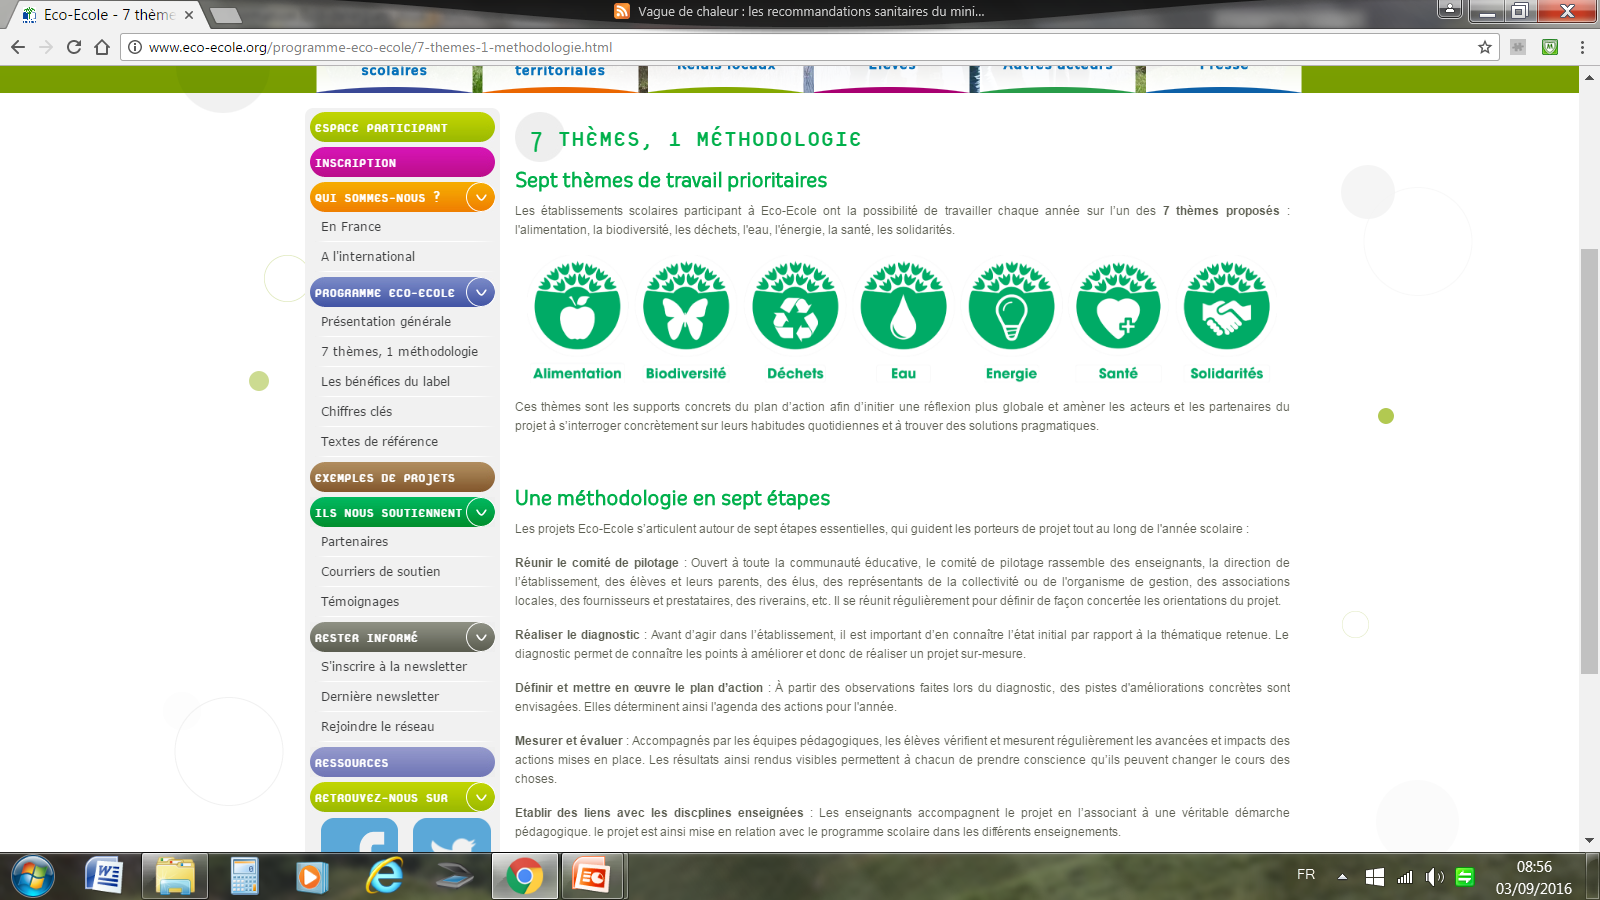 Eco-Ecole - 7 thème
Vague de chaleur : les recommandations sanitaires du mini...
www.eco-ecole.org/programme-eco-ecole/7-themes-1-methodologie.html
scolaires
territoriales
Relais locaux
Elèves
Autres acteurs
Presse
ESPACE PARTICIPANT
INSCRIPTION
QUI SOMMES-NOUS ?
En France
A l'international
PROGRAMME ECO-ECOLE
Présentation générale
7 thèmes, 1 méthodologie
Les bénéfices du label
Chiffres clés
Textes de référence
EXEMPLES DE PROJETS
ILS NOUS SOUTIENNENT
Partenaires
Courriers de soutien
Témoignages
RESTER INFORMÉ
S'inscrire à la newsletter
Dernière newsletter
Rejoindre le réseau
RESSOURCES
RETROUVEZ-NOUS SUR
7 THÈMES, 1 MÉTHODOLOGIE
Sept thèmes de travail prioritaires
Les établissements scolaires participant à Eco-Ecole ont la possibilité de travailler chaque année sur l’un des 7 thèmes proposés :
l'alimentation, la biodiversité, les déchets, l'eau, l'énergie, la santé, les solidarités.
Alimentation
Biodiversité
Déchets
Eau
Energie
Santé
Solidarités
Ces thèmes sont les supports concrets du plan d’action afin d’initier une réflexion plus globale et amèner les acteurs et les partenaires du
projet à s’interroger concrètement sur leurs habitudes quotidiennes et à trouver des solutions pragmatiques.
Une méthodologie en sept étapes
Les projets Eco-Ecole s’articulent autour de sept étapes essentielles, qui guident les porteurs de projet tout au long de l'année scolaire :
Réunir le comité de pilotage : Ouvert à toute la communauté éducative, le comité de pilotage rassemble des enseignants, la direction de
l’établissement, des élèves et leurs parents, des élus, des représentants de la collectivité ou de l'organisme de gestion, des associations
locales, des fournisseurs et prestataires, des riverains, etc. Il se réunit régulièrement pour définir de façon concertée les orientations du projet.
Réaliser le diagnostic : Avant d’agir dans l’établissement, il est important d’en connaître l’état initial par rapport à la thématique retenue. Le
diagnostic permet de connaître les points à améliorer et donc de réaliser un projet sur-mesure.
Définir et mettre en œuvre le plan d’action : À partir des observations faites lors du diagnostic, des pistes d'améliorations concrètes sont
envisagées. Elles déterminent ainsi l'agenda des actions pour l'année.
Mesurer et évaluer : Accompagnés par les équipes pédagogiques, les élèves vérifient et mesurent régulièrement les avancées et impacts des
actions mises en place. Les résultats ainsi rendus visibles permettent à chacun de prendre conscience qu’ils peuvent changer le cours des
choses.
Etablir des liens avec les discplines enseignées : Les enseignants accompagnent le projet en l’associant à une véritable démarche
pédagogique. le projet est ainsi mise en relation avec le programme scolaire dans les différents enseignements.
FR
08:56
03/09/2016